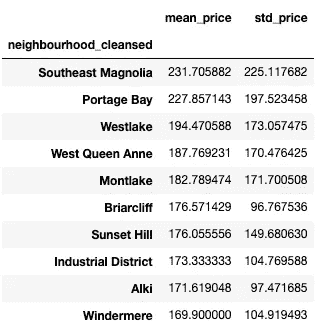 mean_price std_price
neighbourhood_cleansed
Southeast Magnolia 231.705882 225.117682
Portage Bay 227.857143 197.523458
Westlake 194.470588 173.057475
West Queen Anne 187.769231 170.476425
Montlake 182.789474 171.700508
Briarcliff 176.571429 96.767536
Sunset Hill 176.055556 149.680630
Industrial District 173.333333 104.769588
Alki 171.619048 97.471685
Windermere 169.900000 104.919493